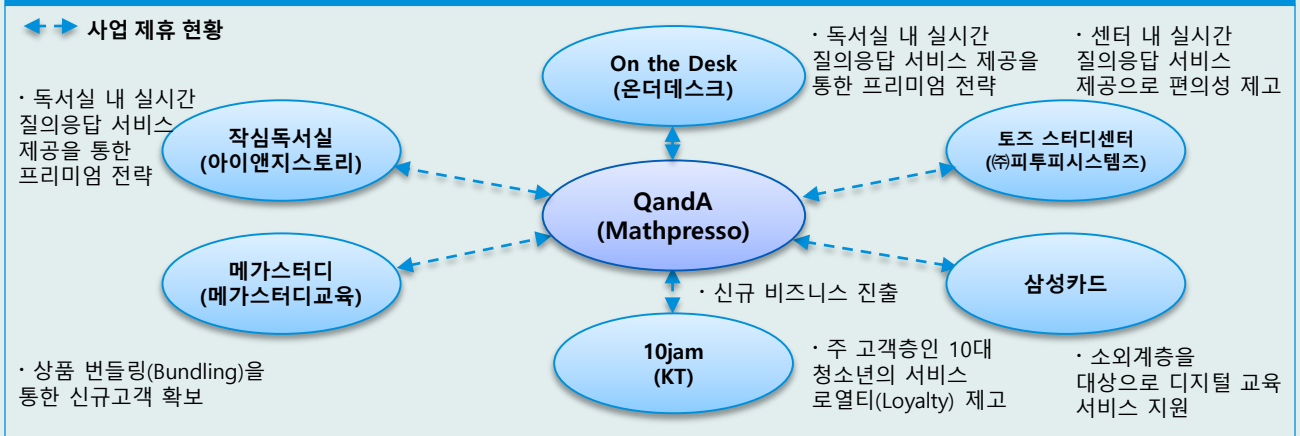 사업 제휴 현황
On the Desk
(온더데스크)
· 독서실 내 실시간
질의응답 서비스 제공을
통한 프리미엄 전략
· 센터 내 실시간
질의응답 서비스
제공으로 편의성 제고
· 독서실 내 실시간
질의응답 서비스
제공을 통한
프리미엄 전략
작심독서실
(아이앤지스토리)
토즈 스터디센터
(㈜피투피시스템즈)
QandA
(Mathpresso)
메가스터디
(메가스터디교육)
삼성카드
· 신규 비즈니스 진출
10jam
(KT)
· 상품 번들링(Bundling)을
통한 신규고객 확보
· 주 고객층인 10대
청소년의 서비스
로열티(Loyalty) 제고
· 소외계층을
대상으로 디지털 교육
서비스 지원